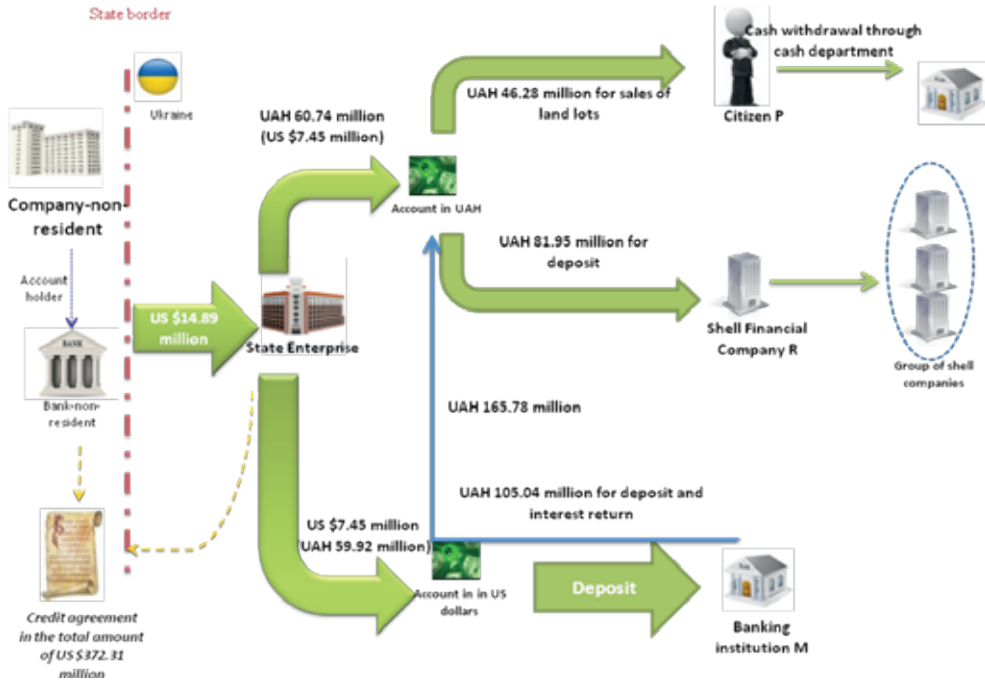 State border
Ukraine
Company-non-
resident
Account
holder
BANK
Bank-non-
resident
Credit agreement
in the total amount
of US $372.31
million
US $14.89
million
State Enterprise
UAH 60.74 million
(US $7.45 million)
Account in UAH
UAH 46.28 million for sales of
land lots
Citizen P
Cash withdrawal through
cash department
UAH 81.95 million for
deposit
Shell Financial
Company R
Group of shell
companies
UAH 165.78 million
UAH 105.04 million for deposit and
interest return
US $7.45 million
(UAH 59.92 million)
Account in in US
dollars
Deposit
Banking
institution M